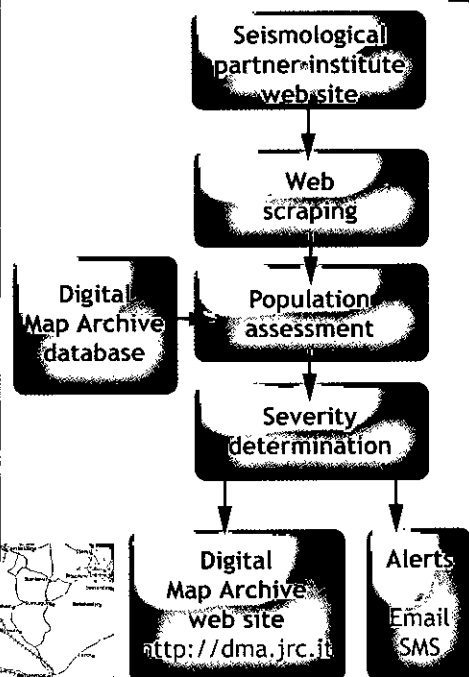 Seismological
partner-institute
web site
Web
scraping
Digital
Map Archive
database
Population
assessment
Severity
determination
Digital
Map Archive
web site
http://dma.jrc.it
Alerts
Email
SMS